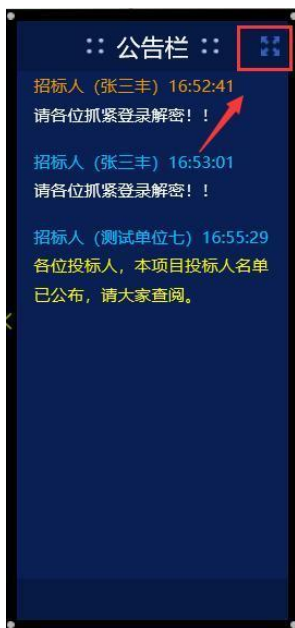 :: 公告栏 ::
招标人（张三丰）16:52:41
请各位抓紧登录解密！！
招标人（张三丰）16:53:01
请各位抓紧登录解密！！
招标人（测试单位七）16:55:29
各位投标人，本项目投标人名单
已公布，请大家查阅。